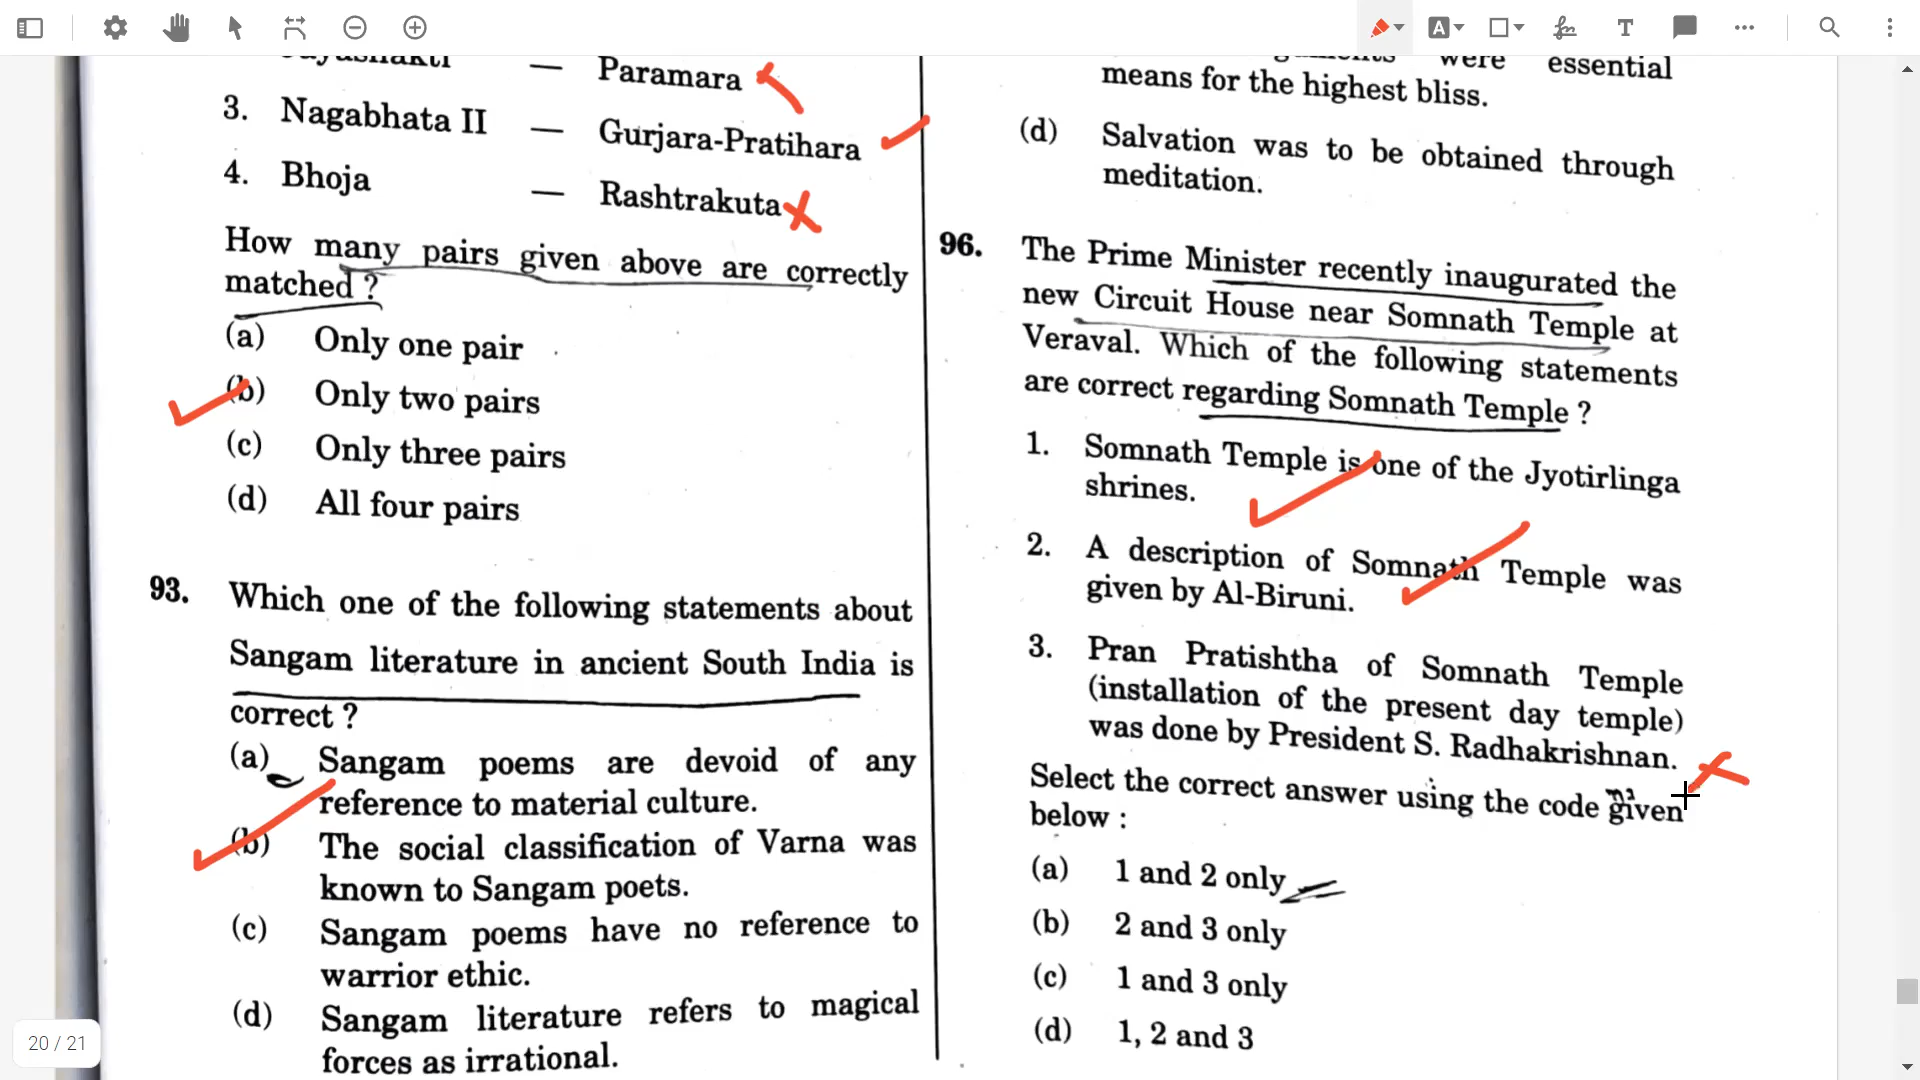 — Paramara
3. Nagabhata II — Gurjara-Pratihara
4. Bhoja — Rashtrakuta
How many pairs given above are correctly
matched ?
(a) Only one pair
(b) Only two pairs
(c) Only three pairs
(d) All four pairs
93. Which one of the following statements about
Sangam literature in ancient South India is
correct ?
(a) Sangam poems are devoid of any
reference to material culture.
(b) The social classification of Varna was
known to Sangam poets.
(c) Sangam poems have no reference to
warrior ethic.
(d) Sangam literature refers to magical
forces as irrational.
were essential
means for the highest bliss.
(d) Salvation was to be obtained through
meditation.
96. The Prime Minister recently inaugurated the
new Circuit House near Somnath Temple at
Veraval. Which of the following statements
are correct regarding Somnath Temple ?
1. Somnath Temple is one of the Jyotirlinga
shrines.
2. A description of Somnath Temple was
given by Al-Biruni.
3. Pran Pratishtha of Somnath Temple
(installation of the present day temple)
was done by President S. Radhakrishnan.
Select the correct answer using the code given
below :
(a) 1 and 2 only
(b) 2 and 3 only
(c) 1 and 3 only
(d) 1, 2 and 3
20 / 21